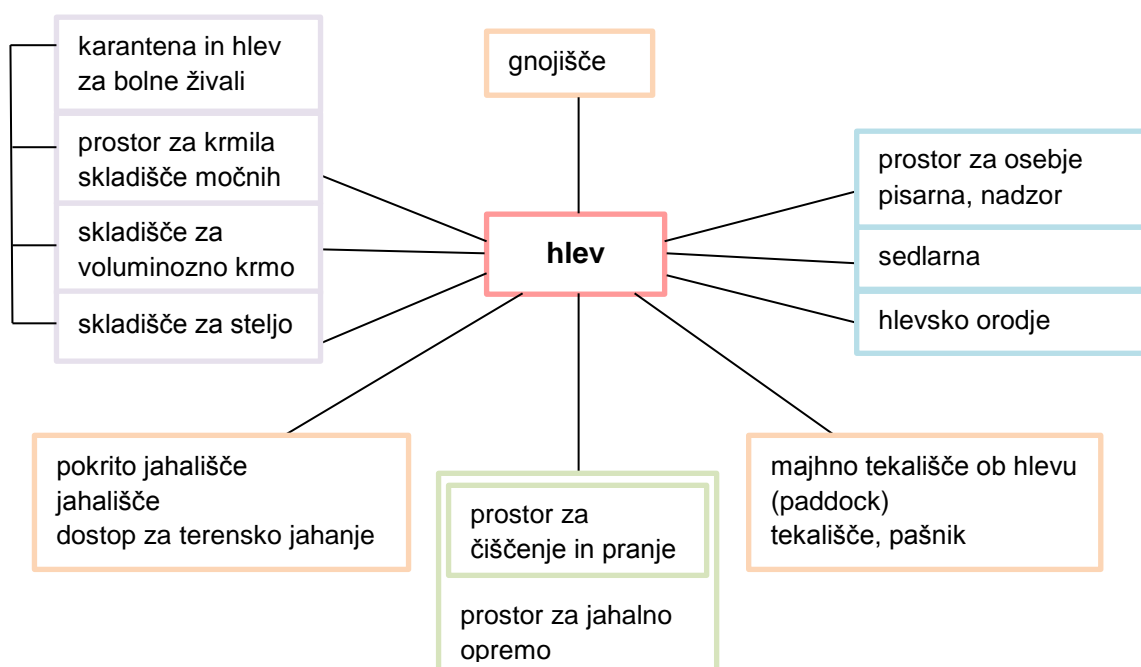 karantena in hlev
za bolne živali
prostor za krmila
skladišče močnih
skladišče za
voluminozno krmo
skladišče za steljo
gnojišče
hlev
prostor za osebje
pisarna, nadzor
sedlarna
hlevsko orodje
pokrito jahališče
jahališče
dostop za terensko jahanje
prostor za
čiščenje in pranje
prostor za jahalno
opremo
majhno tekališče ob hlevu
(paddock)
tekališče, pašnik